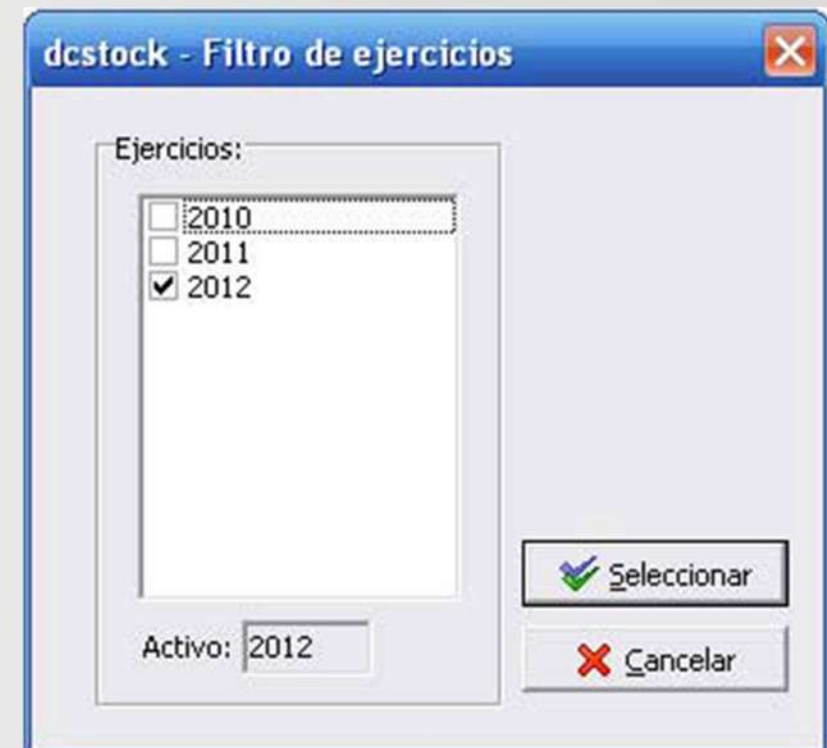 dcstock - Filtro de ejercicios
Ejercicios:
2010
2011
2012
Activo: 2012
Seleccionar
Cancelar